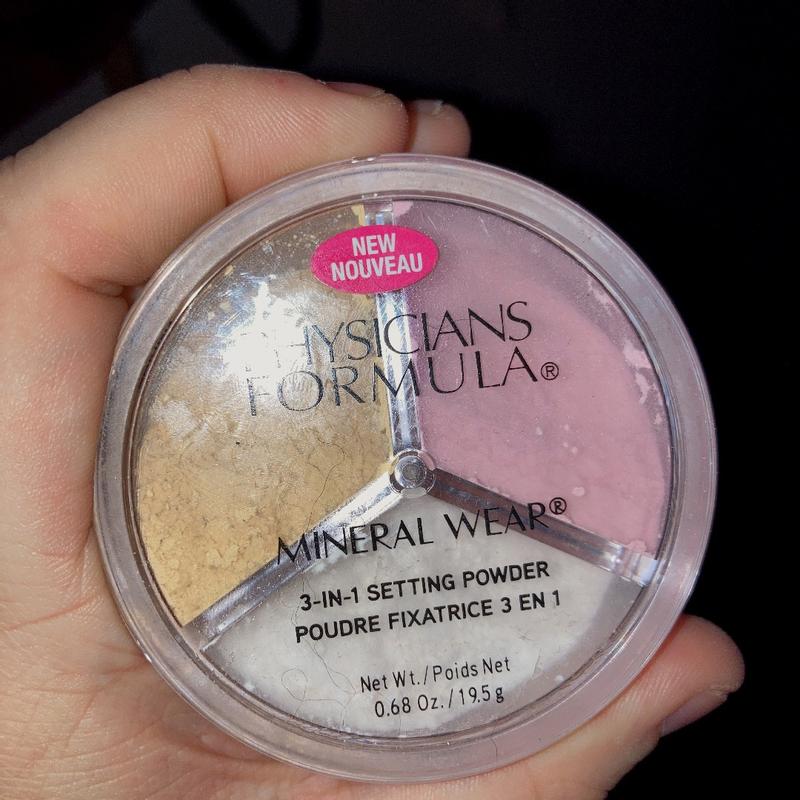 NEW
NOUVEAU
PHYSICIANS
FORMULA®
MINERAL WEAR®
3-IN-1 SETTING POWDER
POUDRE FIXATRICE 3 EN 1
Net Wt./Poids Net
0.68 Oz./19.5g